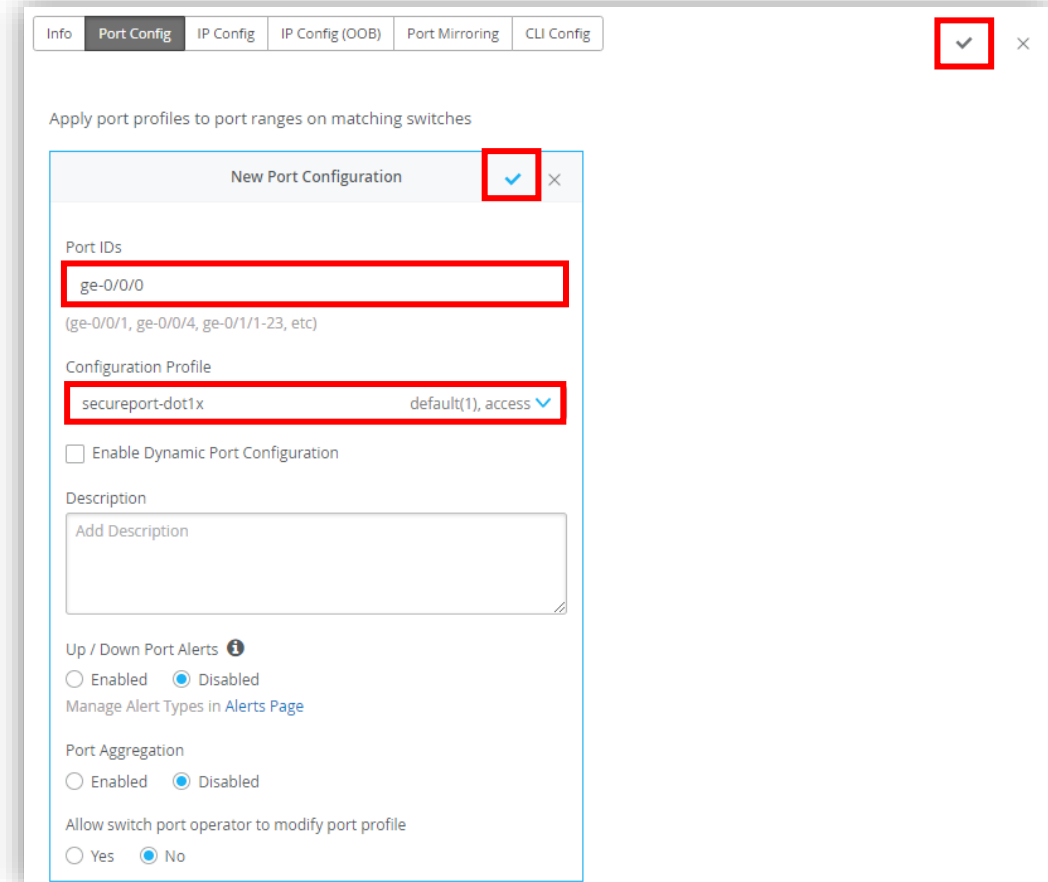 Info Port Config IP Config IP Config (OOB) Port Mirroring CLI Config
Apply port profiles to port ranges on matching switches
New Port Configuration
Port IDs
ge-0/0/0
(ge-0/0/1, ge-0/0/4, ge-0/1/1-23, etc)
Configuration Profile
secureport-dot1x default(1), access
Enable Dynamic Port Configuration
Description
Add Description
Up / Down Port Alerts
Enabled Disabled
Manage Alert Types in Alerts Page
Port Aggregation
Enabled Disabled
Allow switch port operator to modify port profile
Yes No